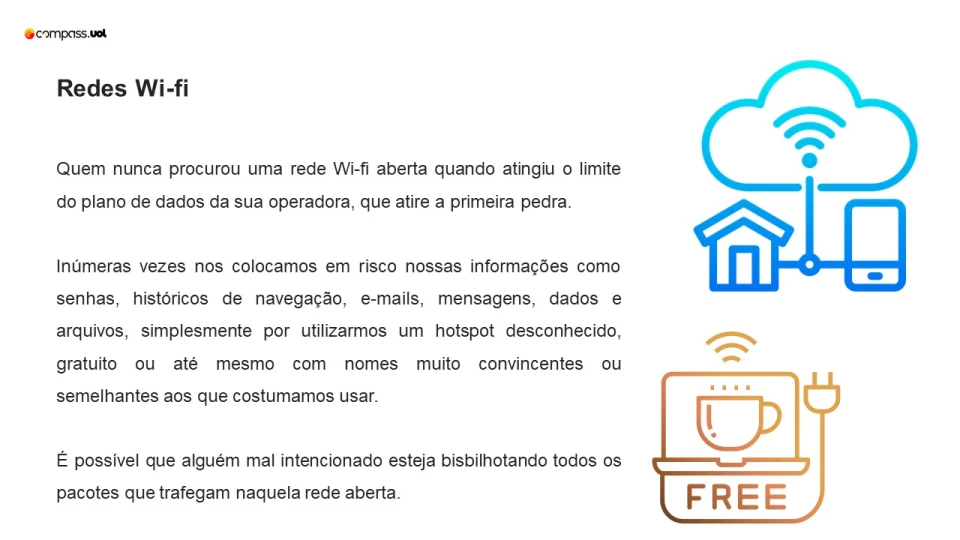 compass.uol
Redes Wi-fi
Quem nunca procurou uma rede Wi-fi aberta quando atingiu o limite
do plano de dados da sua operadora, que atire a primeira pedra.
Inúmeras vezes nos colocamos em risco nossas informações como
senhas, históricos de navegação, e-mails, mensagens, dados e
arquivos, simplesmente por utilizarmos um hotspot desconhecido,
gratuito ou até mesmo com nomes muito convincentes ou
semelhantes aos que costumamos usar.
É possível que alguém mal intencionado esteja bisbilhotando todos os
pacotes que trafegam naquela rede aberta.
FREE